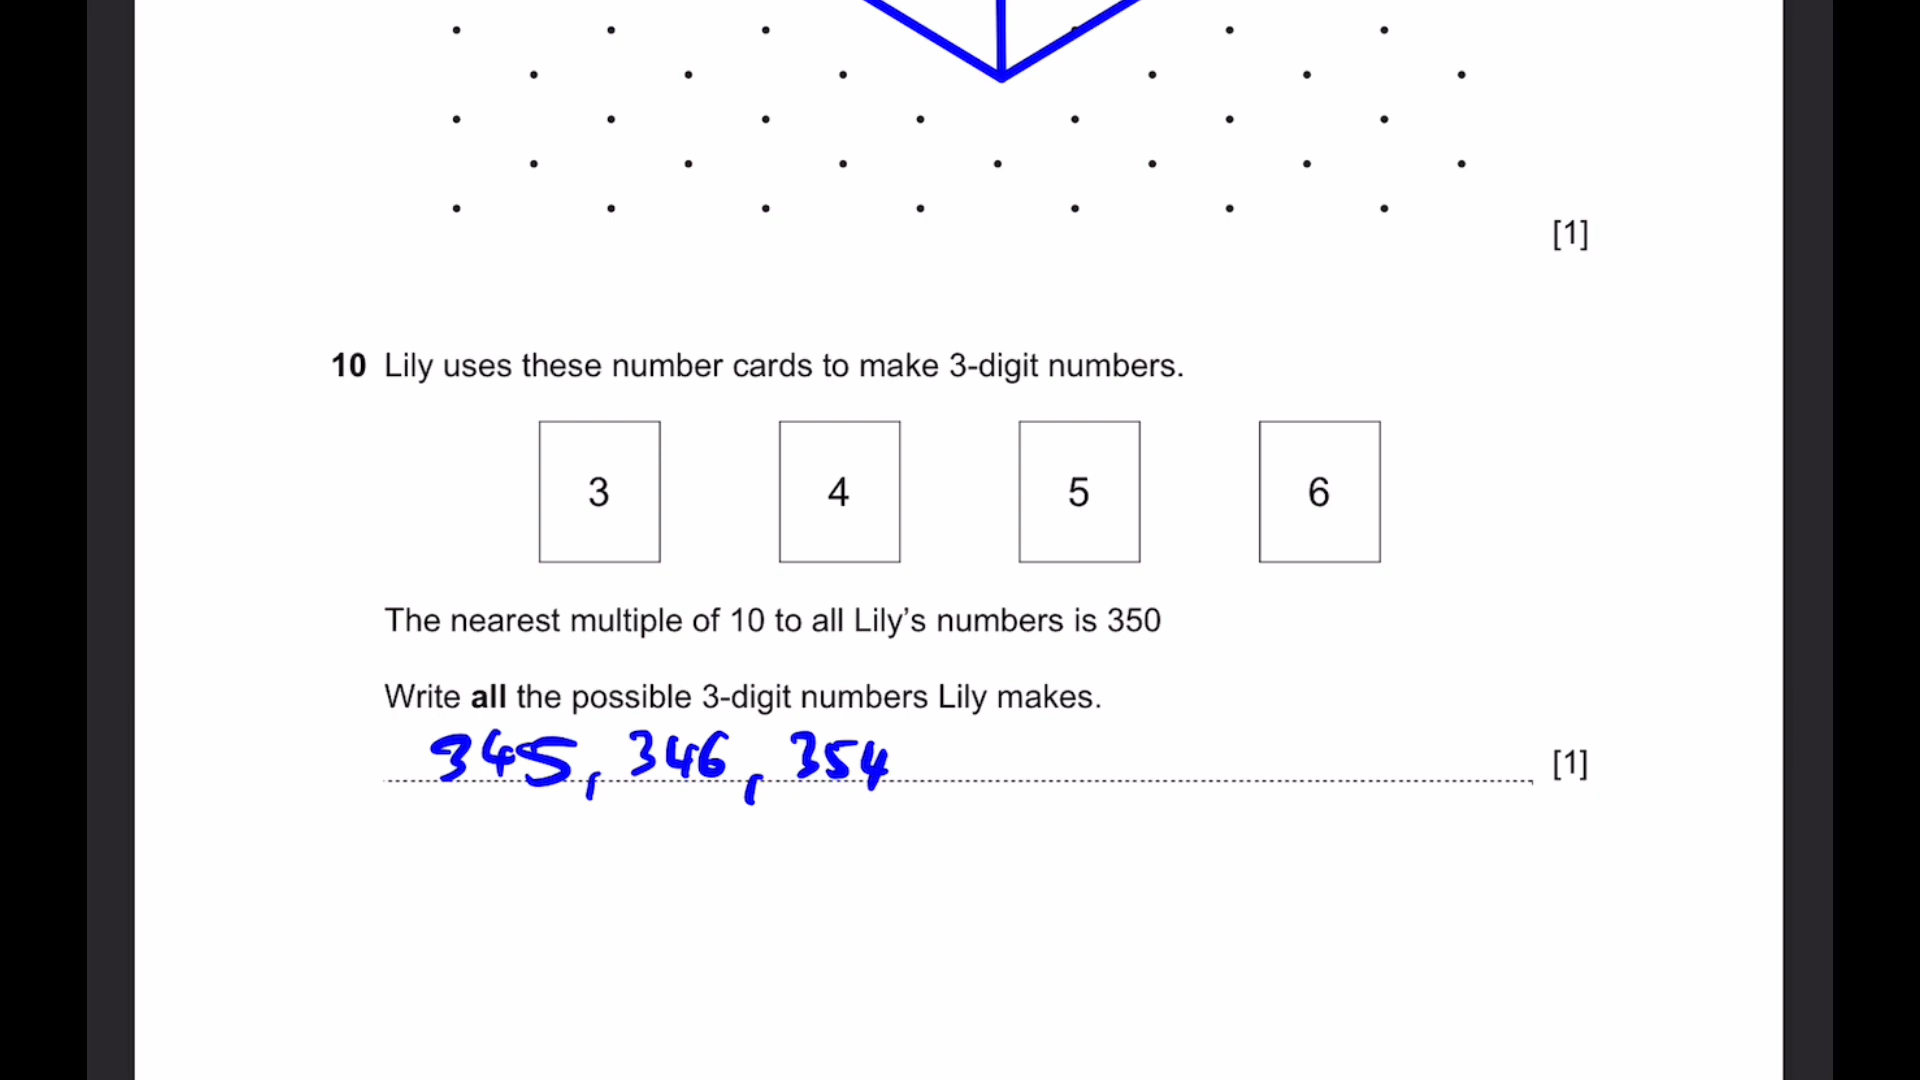 [1]
10 Lily uses these number cards to make 3-digit numbers.
3 4 5 6
The nearest multiple of 10 to all Lily’s numbers is 350
Write all the possible 3-digit numbers Lily makes.
345, 346, 354
[1]